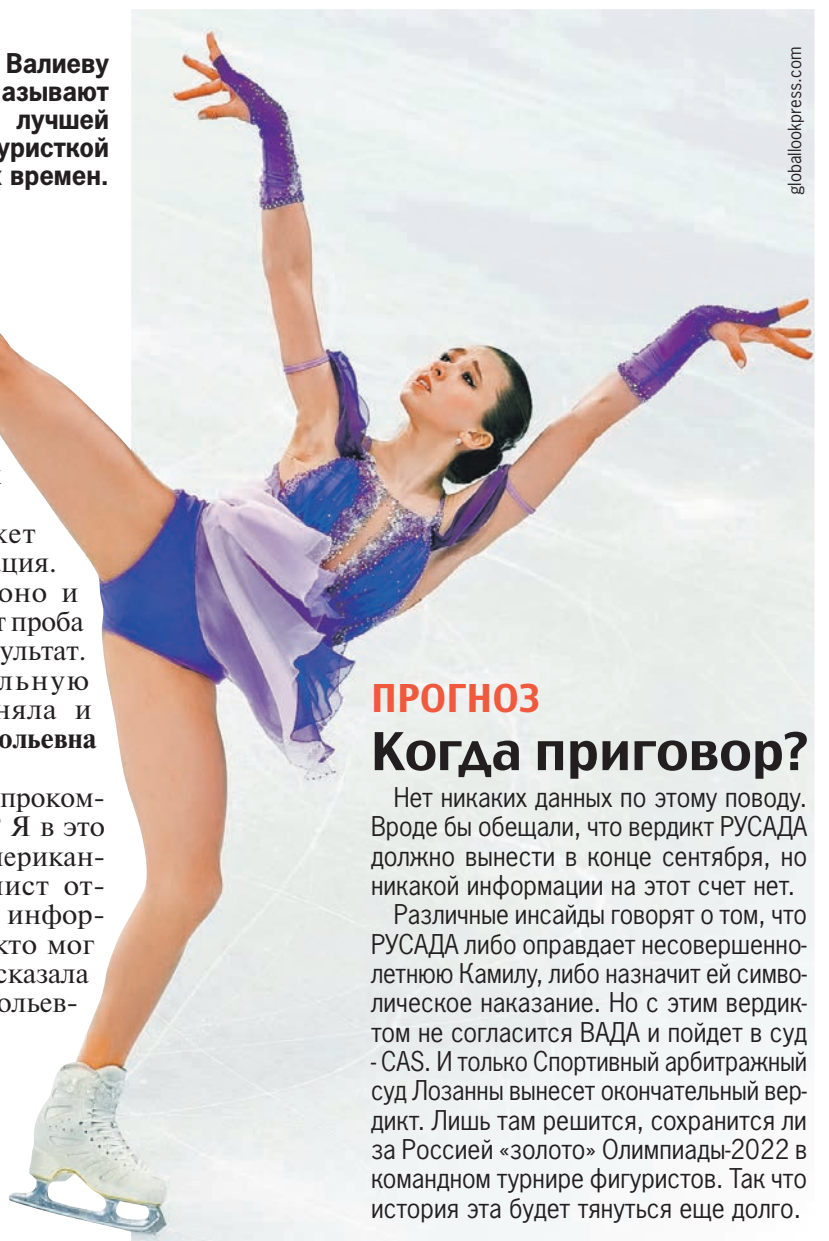 Валиеву
азывают
лучшей
уристкой
времен.
globallookpress.com
кет
ция.
оно и
т проба
ультат.
льную
няла и
ольевна
проком-
Я в это
мерикан-
лист от-
инфор-
кто мог
сказала
ольев-
ПРОГНОЗ
Когда приговор?
Нет никаких данных по этому поводу.
Вроде бы обещали, что вердикт РУСАДА
должно вынести в конце сентября, но
никакой информации на этот счет нет.
Различные инсайды говорят о том, что
РУСАДА либо оправдает несовершенно-
летнюю Камилу, либо назначит ей симво-
лическое наказание. Но с этим вердик-
том не согласится ВАДА и пойдет в суд
- CAS. И только Спортивный арбитражный
суд Лозанны вынесет окончательный вер-
дикт. Лишь там решится, сохранится ли
за Россией «золото» Олимпиады-2022 в
командном турнире фигуристов. Так что
история эта будет тянуться еще долго.